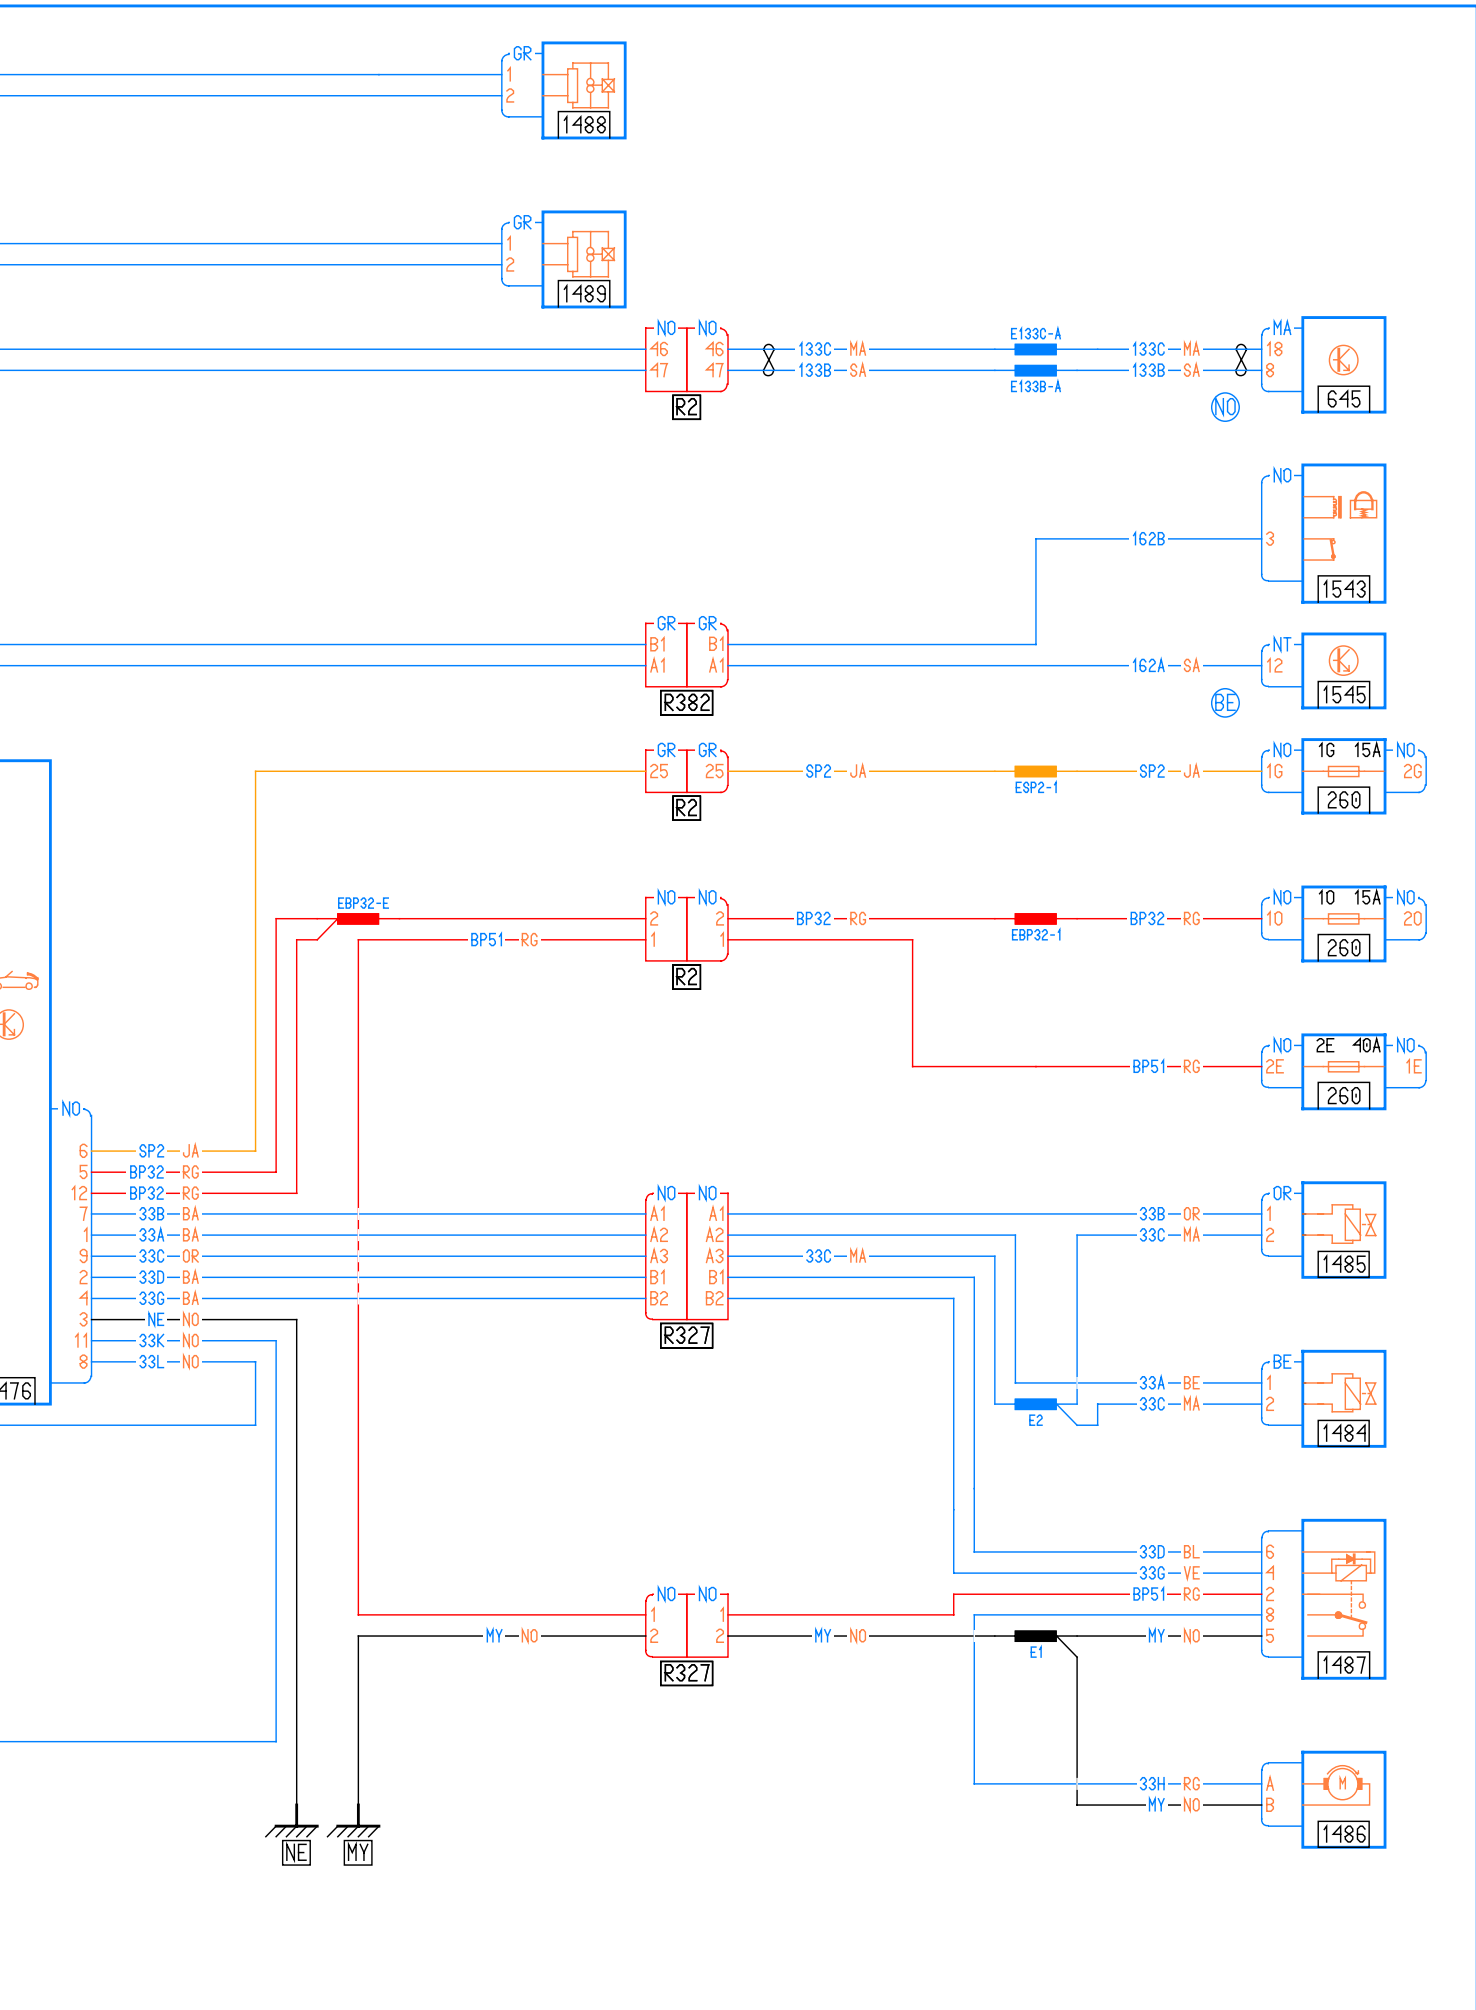 GR
1
2
1488
GR
1
2
1489
NO NO E133C-A MA
46 46 133C MA 133C MA 18
47 47 133B SA 133B SA 8
E133B-A
R2 NO 645
NO
162B 3
1543
GR GR NT
B1 B1
A1 A1 162A SA 12
R382 BE 1545
GR GR NO 1G 15A NO
25 25 SP2 JA SP2 JA 1G 2G
ESP2-1
R2 260
EBP32-E NO NO NO 1O 15A NO
2 2 BP32 RG BP32 RG 1O 2O
BP51 RG 1 1 EBP32-1
R2 260
NO 2E 40A NO
BP51 RG 2E 1E
260
NO
6 SP2 JA
5 BP32 RG
12 BP32 RG NO NO OR
7 33B BA A1 A1 33B OR 1
1 33A BA A2 A2 33C MA 2
9 33C OR A3 A3 33C MA 1485
2 33D BA B1 B1
4 33G BA B2 B2
3 NE NO R327
11 33K NO
8 33L NO BE
476 33A BE 1
33C MA 2
E2 1484
33D BL 6
33G VE 4
NO NO BP51 RG 2
1 1 8
MY NO 2 2 MY NO MY NO 5
R327 E1 1487
33H RG A M
MY NO B
1486
NE MY